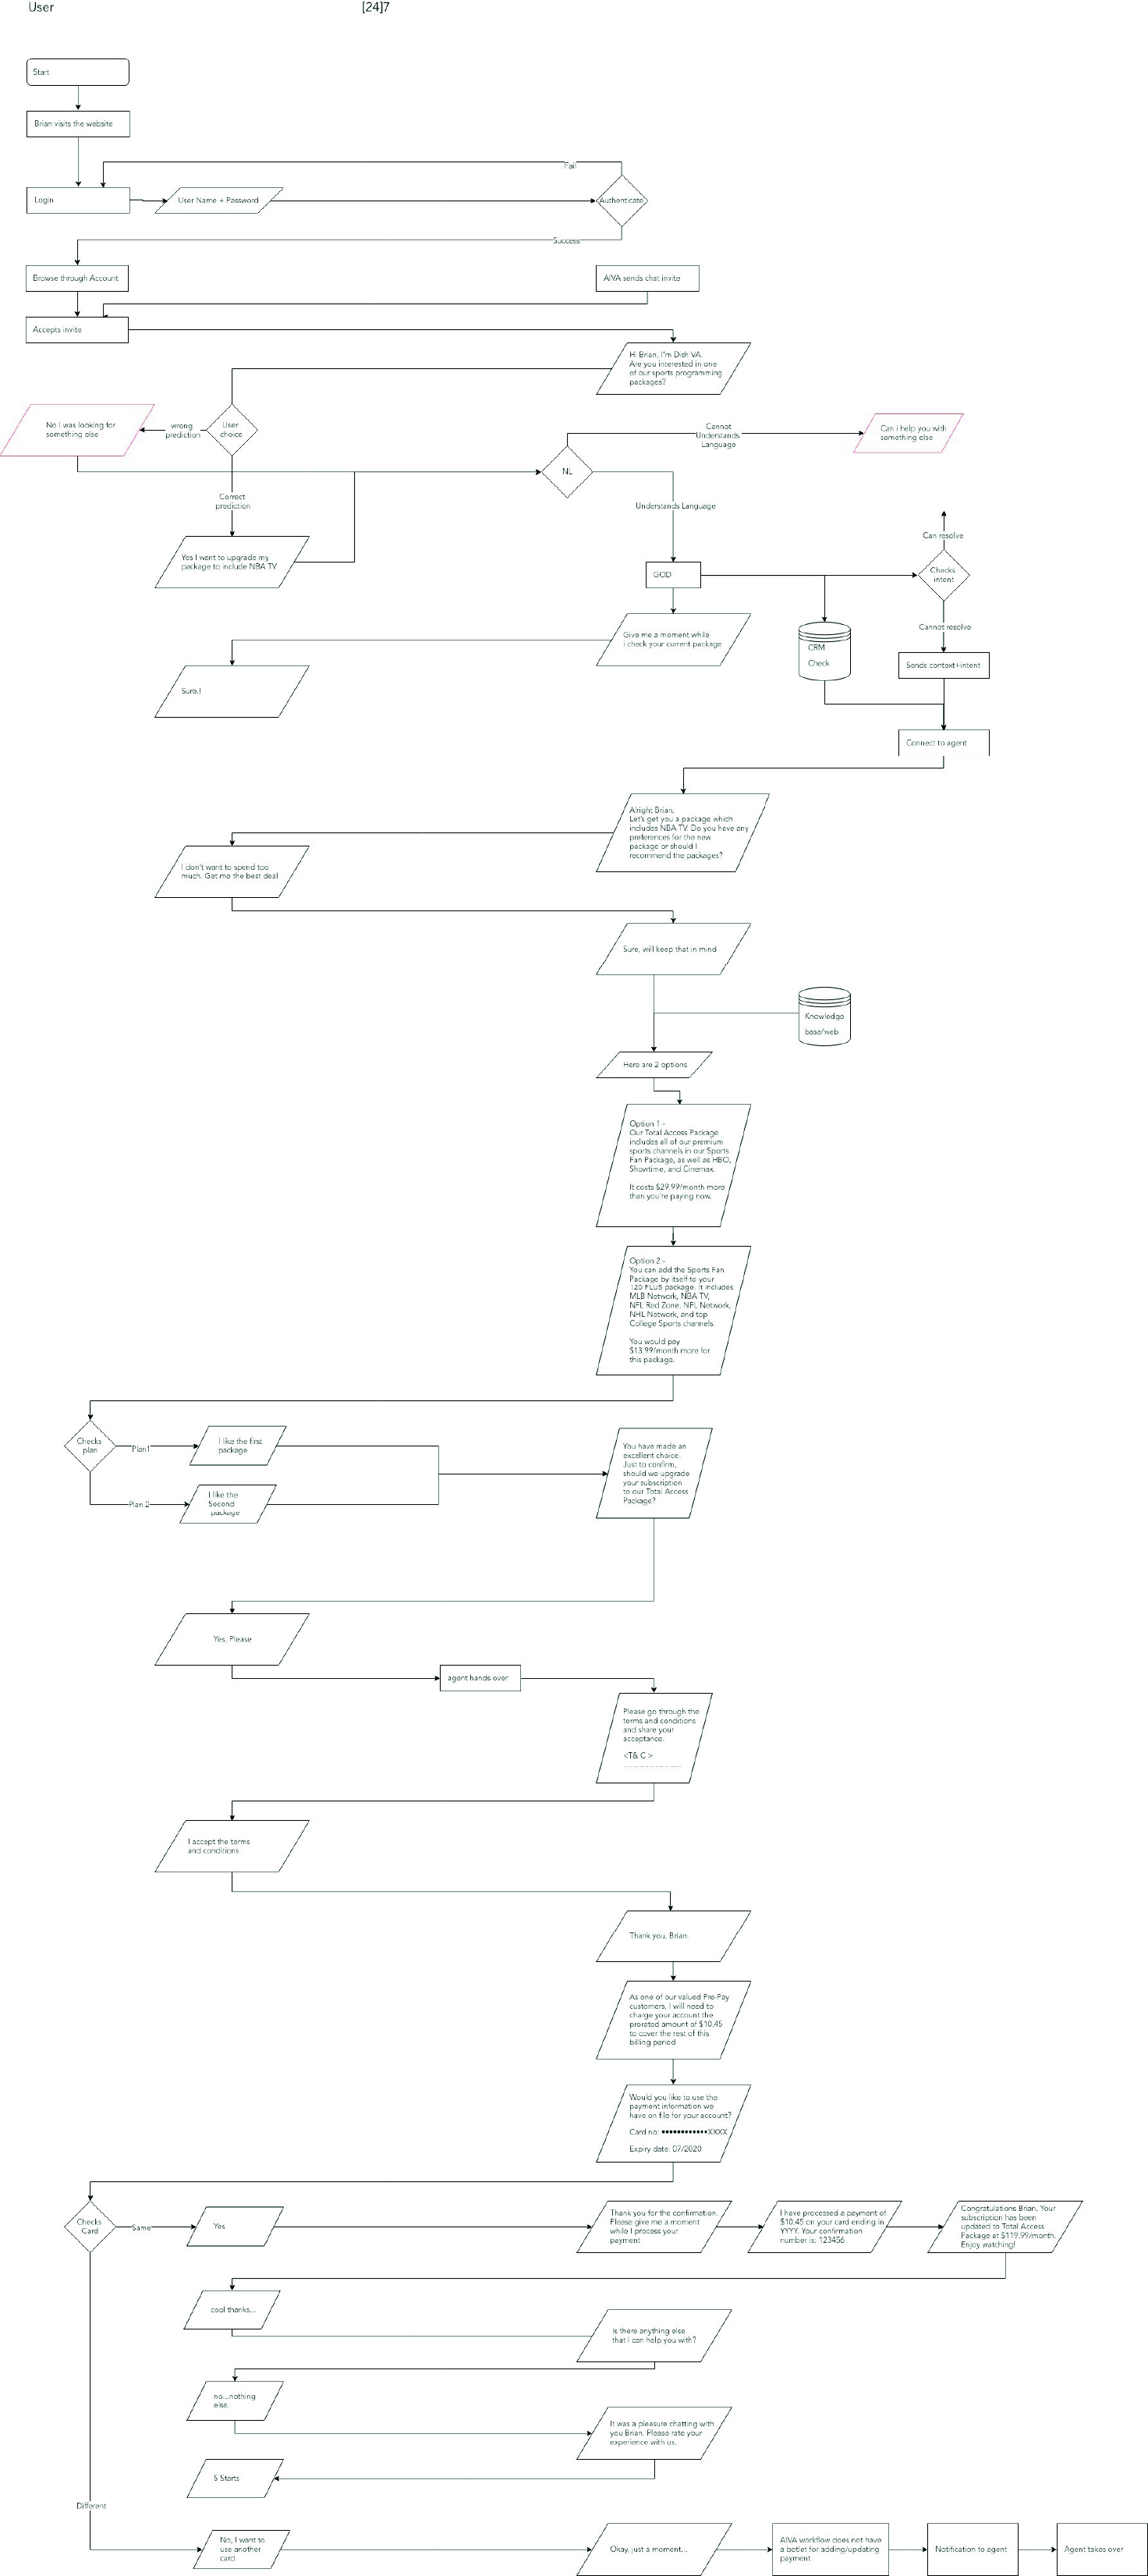 User
[24]7
Start
Brian visits the website
Fail
Login
User Name + Password
Authenticate
Success
Browse through Account
AIVA sends chat invite
Accepts invite
Hi Brian, I'm Dish VA.
Are you interested in one
of our sports programming
packages?
No I was looking for
something else
wrong
prediction
User
choice
Cannot
Understands
Language
Can i help you with
something else
NL
Correct
prediction
Understands Language
Yes I want to upgrade my
package to include NBA TV
Can resolve
GOD
Checks
intent
Give me a moment while
i check your current package
Cannot resolve
CRM
Check
Sends context+intent
Sure.!
Connect to agent
Alright Brian,
Let's get you a package which
includes NBA TV. Do you have any
preferences for the new
package or should I
recommend the packages?
I don't want to spend too
much. Get me the best deal
Sure, will keep that in mind
Knowledge
base/web
Here are 2 options
Option 1 -
Our Total Access Package
includes all of our premium
sports channels in our Sports
Fan Package, as well as HBO,
Showtime, and Cinemax.
It costs $29.99/month more
than you're paying now.
Option 2 -
You can add the Sports Fan
Package by itself to your
120 PLUS package. It includes
MLB Network, NBA TV,
NFL Red Zone, NFL Network,
NHL Network, and top
College Sports channels.
You would pay
$13.99/month more for
this package.
Checks
plan
Plan1
I like the first
package
Plan 2
I like the
Second
package
You have made an
excellent choice.
Just to confirm,
should we upgrade
your subscription
to our Total Access
Package?
Yes, Please
agent hands over
Please go through the
terms and conditions
and share your
acceptance.
<T& C >
............................
I accept the terms
and conditions
Thank you, Brian.
As one of our valued Pre-Pay
customers, I will need to
charge your account the
prorated amount of $10.45
to cover the rest of this
billing period
Would you like to use the
payment information we
have on file for your account?
Card no: ••••••••••••XXXX
Expiry date: 07/2020
Checks
Card
Same
Yes
Thank you for the confirmation.
Please give me a moment
while I process your
payment
I have processed a payment of
$10.45 on your card ending in
YYYY. Your confirmation
number is: 123456
Congratulations Brian. Your
subscription has been
updated to Total Access
Package at $119.99/month.
Enjoy watching!
cool thanks...
Is there anything else
that I can help you with?
no...nothing
else.
It was a pleasure chatting with
you Brian. Please rate your
experience with us.
5 Starts
Different
No, I want to
use another
card
Okay, just a moment...
AIVA workflow does not have
a botlet for adding/updating
payment
Notification to agent
Agent takes over